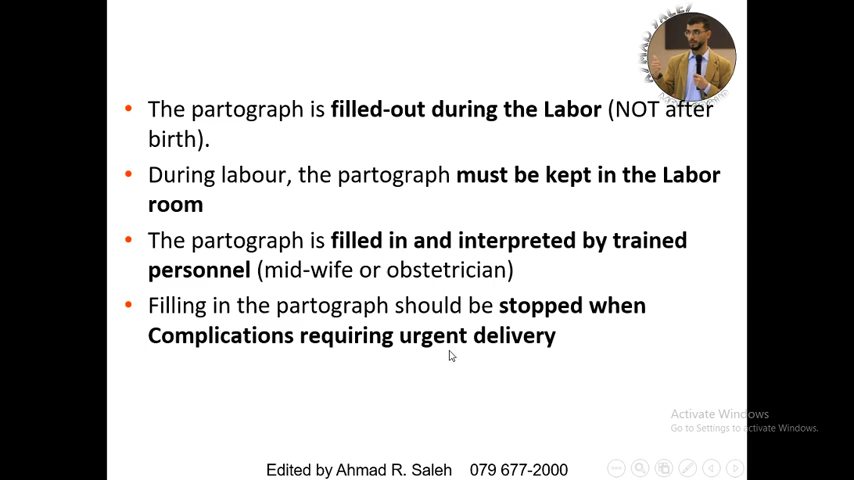 AHMAD SALEH
• The partograph is filled-out during the Labor (NOT after
birth).
• During labour, the partograph must be kept in the Labor
room
• The partograph is filled in and interpreted by trained
personnel (mid-wife or obstetrician)
• Filling in the partograph should be stopped when
Complications requiring urgent delivery
Activate Windows
Go to Settings to activate Windows.
Edited by Ahmad R. Saleh 079 677-2000